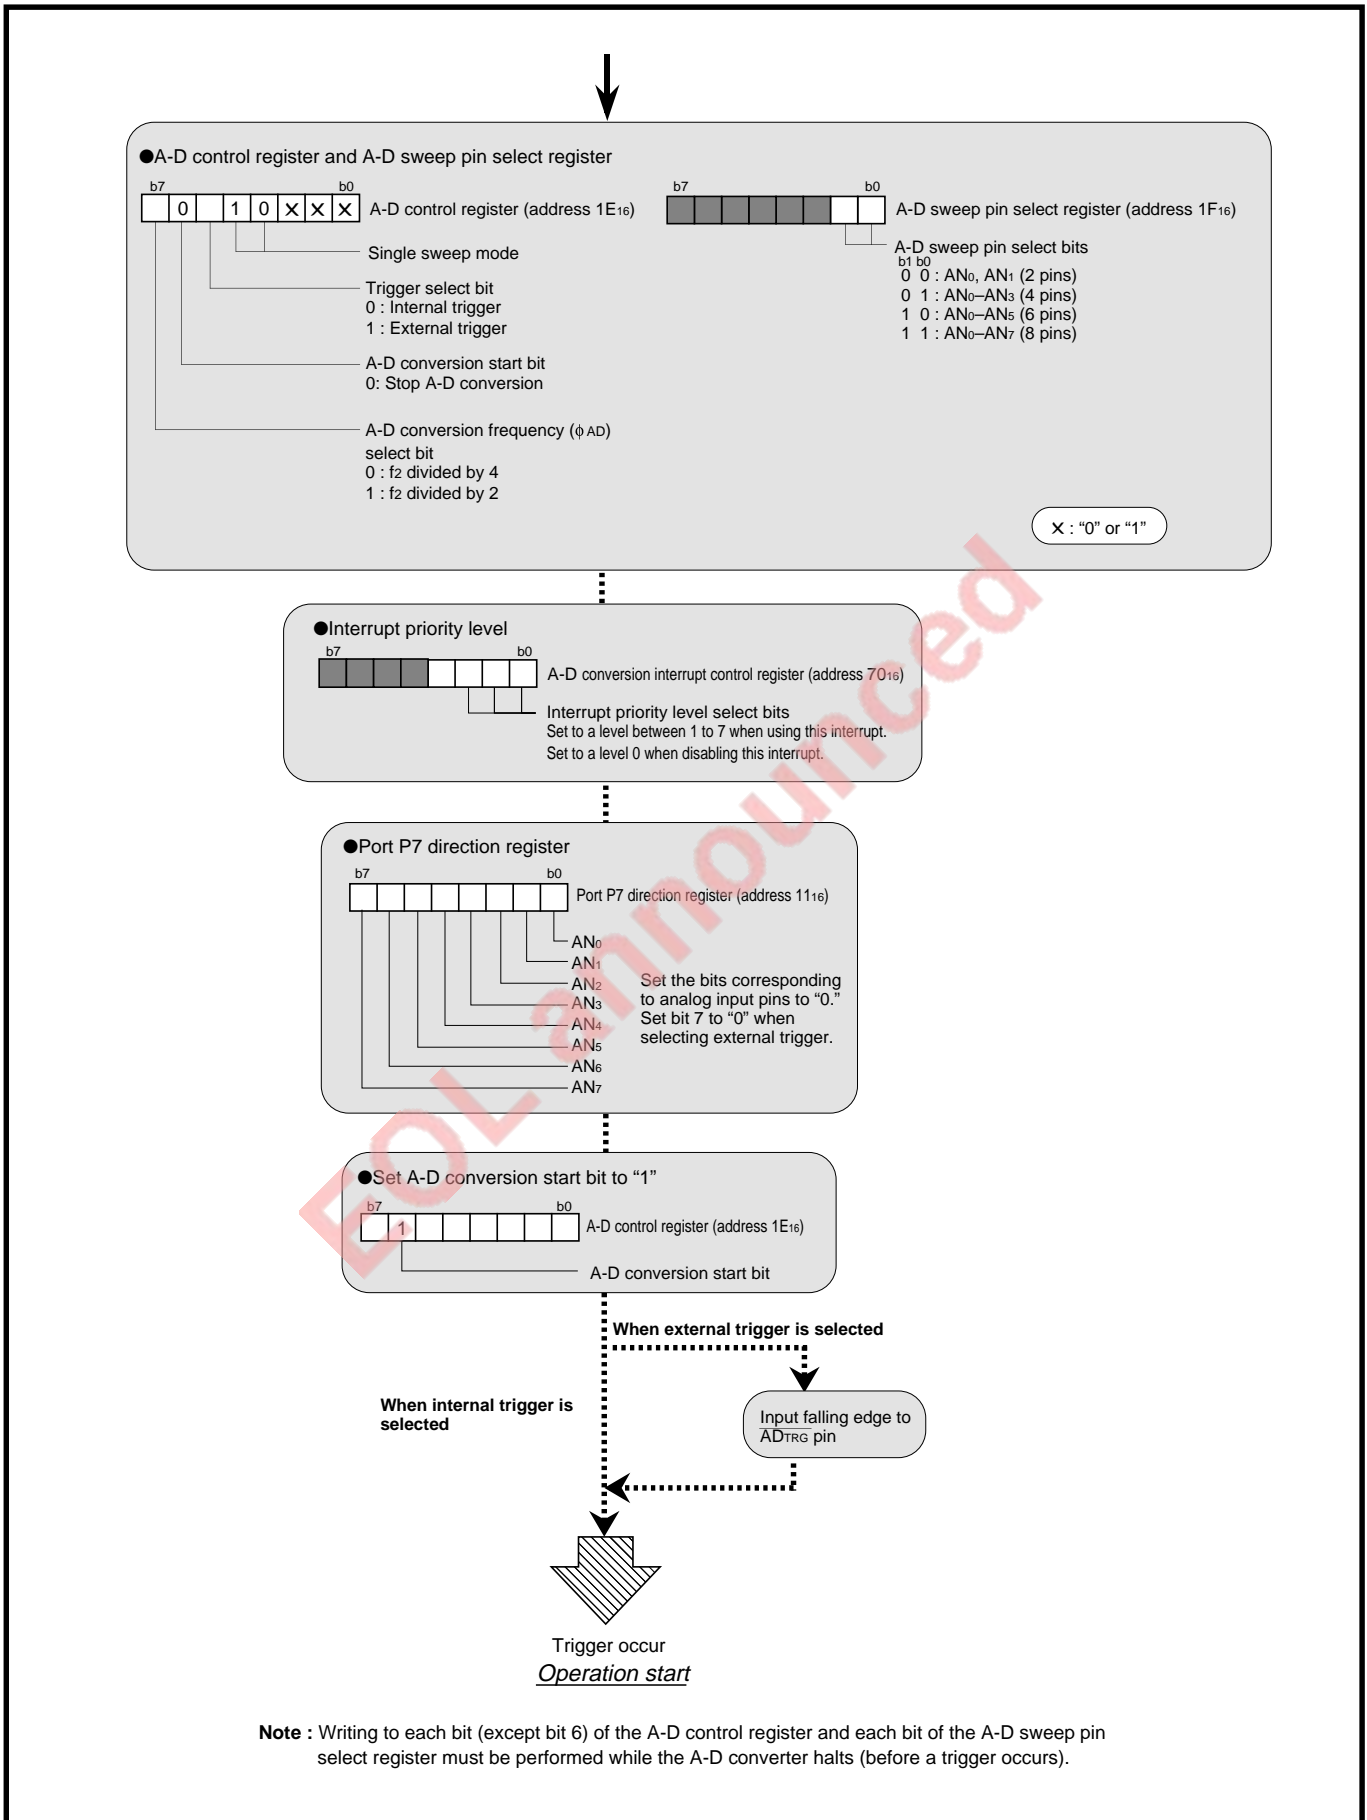 ●A-D control register and A-D sweep pin select register
b7 b0
0 1 0 × × × A-D control register (address 1E16)
Single sweep mode
Trigger select bit
0 : Internal trigger
1 : External trigger
A-D conversion start bit
0: Stop A-D conversion
A-D conversion frequency (ϕ AD)
select bit
0 : f2 divided by 4
1 : f2 divided by 2
b7 b0
A-D sweep pin select register (address 1F16)
A-D sweep pin select bits
b1 b0
0 0 : AN0, AN1 (2 pins)
0 1 : AN0–AN3 (4 pins)
1 0 : AN0–AN5 (6 pins)
1 1 : AN0–AN7 (8 pins)
× : “0” or “1”
●Interrupt priority level
b7 b0
A-D conversion interrupt control register (address 7016)
Interrupt priority level select bits
Set to a level between 1 to 7 when using this interrupt.
Set to a level 0 when disabling this interrupt.
●Port P7 direction register
b7 b0
Port P7 direction register (address 1116)
AN0
AN1
AN2
AN3
AN4
AN5
AN6
AN7
Set the bits corresponding
to analog input pins to “0.”
Set bit 7 to “0” when
selecting external trigger.
●Set A-D conversion start bit to “1”
b7 b0
1 A-D control register (address 1E16)
A-D conversion start bit
When external trigger is selected
When internal trigger is
selected
Input falling edge to
ADTRG pin
Trigger occur
Operation start
Note : Writing to each bit (except bit 6) of the A-D control register and each bit of the A-D sweep pin
select register must be performed while the A-D converter halts (before a trigger occurs).
EOL announced